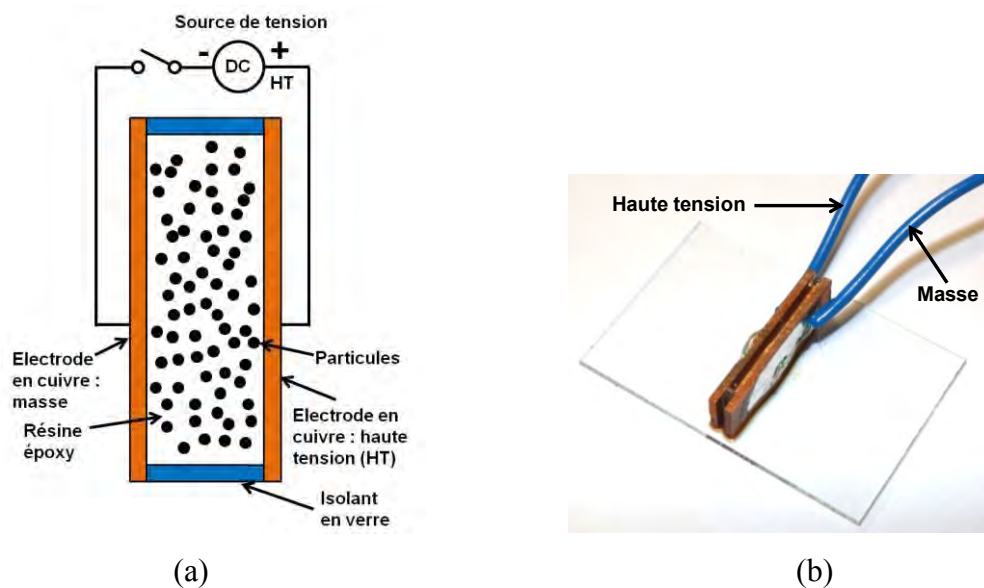 Source de tension
- DC +
HT
Electrode
en cuivre :
masse
Résine
époxy
Particules
Electrode en
cuivre : haute
tension (HT)
Isolant
en verre
(a)
Haute tension
Masse
(b)